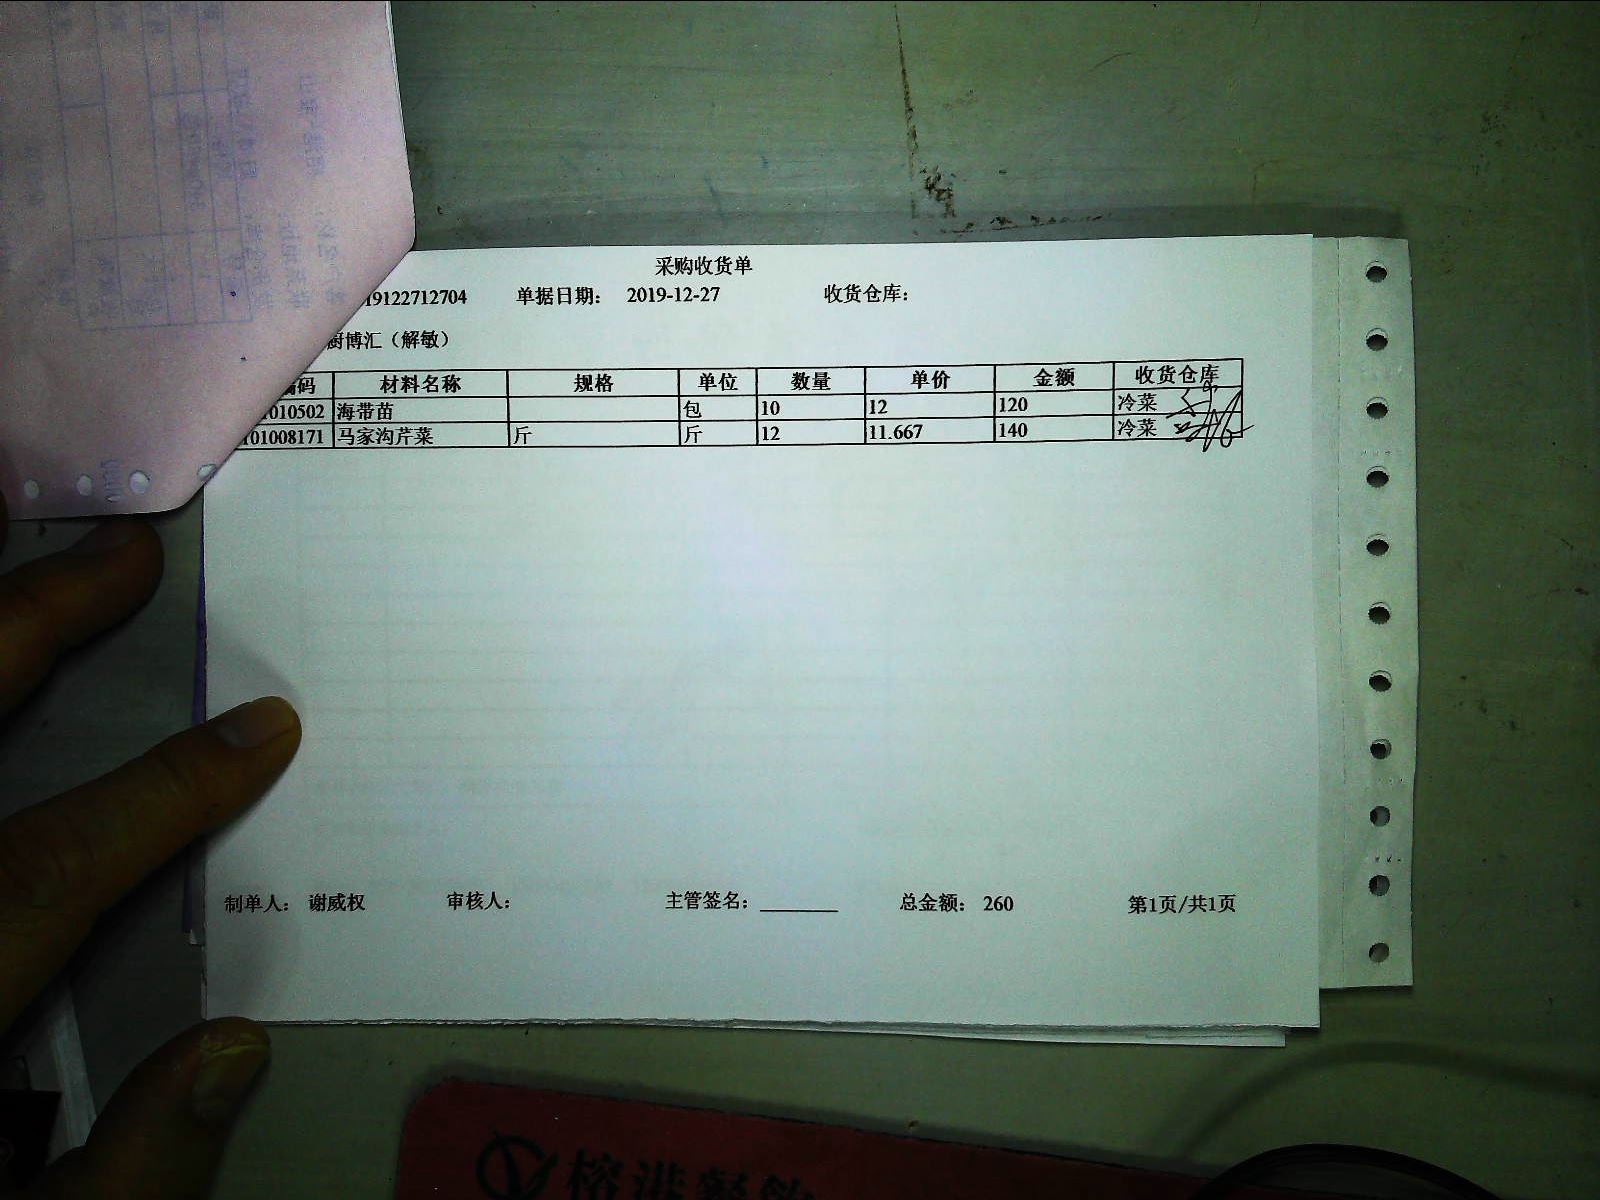 采购收货单
19122712704 单据日期： 2019-12-27 收货仓库：
厨博汇（解敏）
编码 材料名称 规格 单位 数量 单价 金额 收货仓库
1010502 海带苗 包 10 12 120 冷菜
101008171 马家沟芹菜 斤 斤 12 11.667 140 冷菜
制单人： 谢威权 审核人： 主管签名：________ 总金额： 260 第1页/共1页